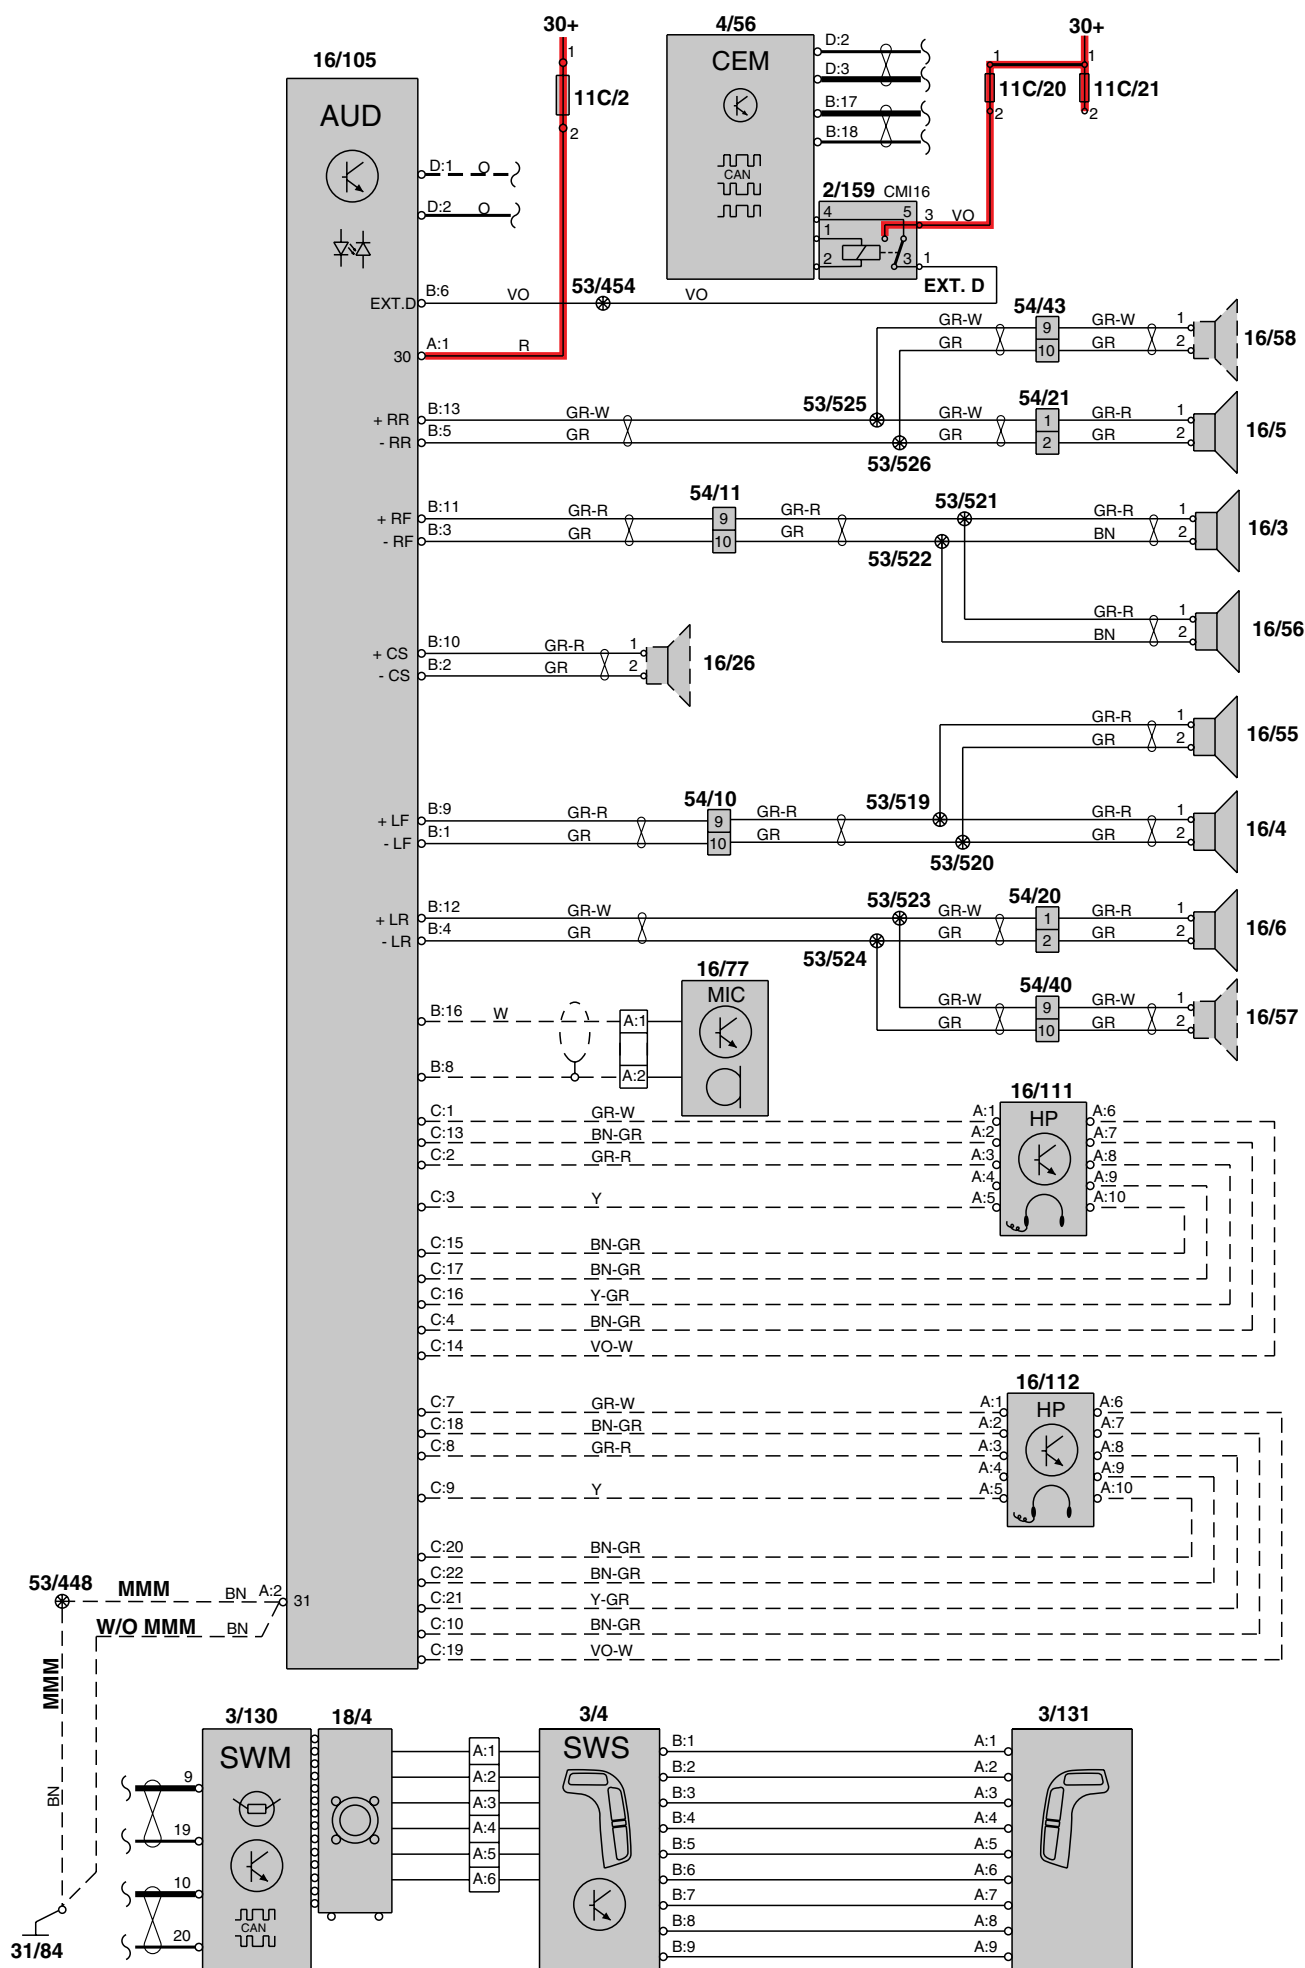 30+
4/56
30+
16/105
AUD
1
11C/2
2
CEM
CAN
D:2
D:3
B:17
B:18
1
1
11C/20
11C/21
2
2
2/159 CMI16
4
5
3
VO
1
2
3
1
EXT. D
D:1
O
D:2
O
EXT.D
B:6
VO
53/454
VO
30
A:1
R
54/43
GR-W
9
GR-W
1
GR
10
GR
2
16/58
+ RR
B:13
GR-W
53/525
GR-W
54/21
1
GR-R
1
- RR
B:5
GR
53/526
GR
2
GR
2
16/5
+ RF
B:11
GR-R
54/11
9
GR-R
53/521
GR-R
1
- RF
B:3
GR
10
GR
53/522
BN
2
16/3
GR-R
1
BN
2
16/56
+ CS
B:10
GR-R
1
- CS
B:2
GR
2
16/26
GR-R
1
GR
2
16/55
+ LF
B:9
GR-R
54/10
9
GR-R
53/519
GR-R
1
- LF
B:1
GR
10
GR
53/520
GR
2
16/4
+ LR
B:12
GR-W
53/523
GR-W
54/20
1
GR-R
1
- LR
B:4
GR
53/524
GR
2
GR
2
16/6
54/40
GR-W
9
GR-W
1
GR
10
GR
2
16/57
16/77
MIC
B:16
W
A:1
B:8
A:2
16/111
HP
C:1
GR-W
A:1
A:6
C:13
BN-GR
A:2
A:7
C:2
GR-R
A:3
A:8
A:4
A:9
C:3
Y
A:5
A:10
C:15
BN-GR
C:17
BN-GR
C:16
Y-GR
C:4
BN-GR
C:14
VO-W
16/112
HP
C:7
GR-W
A:1
A:6
C:18
BN-GR
A:2
A:7
C:8
GR-R
A:3
A:8
A:4
A:9
C:9
Y
A:5
A:10
C:20
BN-GR
C:22
BN-GR
C:21
Y-GR
C:10
BN-GR
C:19
VO-W
53/448
MMM
BN
A:2
31
W/O MMM
BN
MMM
BN
31/84
3/130
SWM
CAN
9
19
10
20
18/4
A:1
A:2
A:3
A:4
A:5
A:6
3/4
SWS
B:1
B:2
B:3
B:4
B:5
B:6
B:7
B:8
B:9
3/131
A:1
A:2
A:3
A:4
A:5
A:6
A:7
A:8
A:9